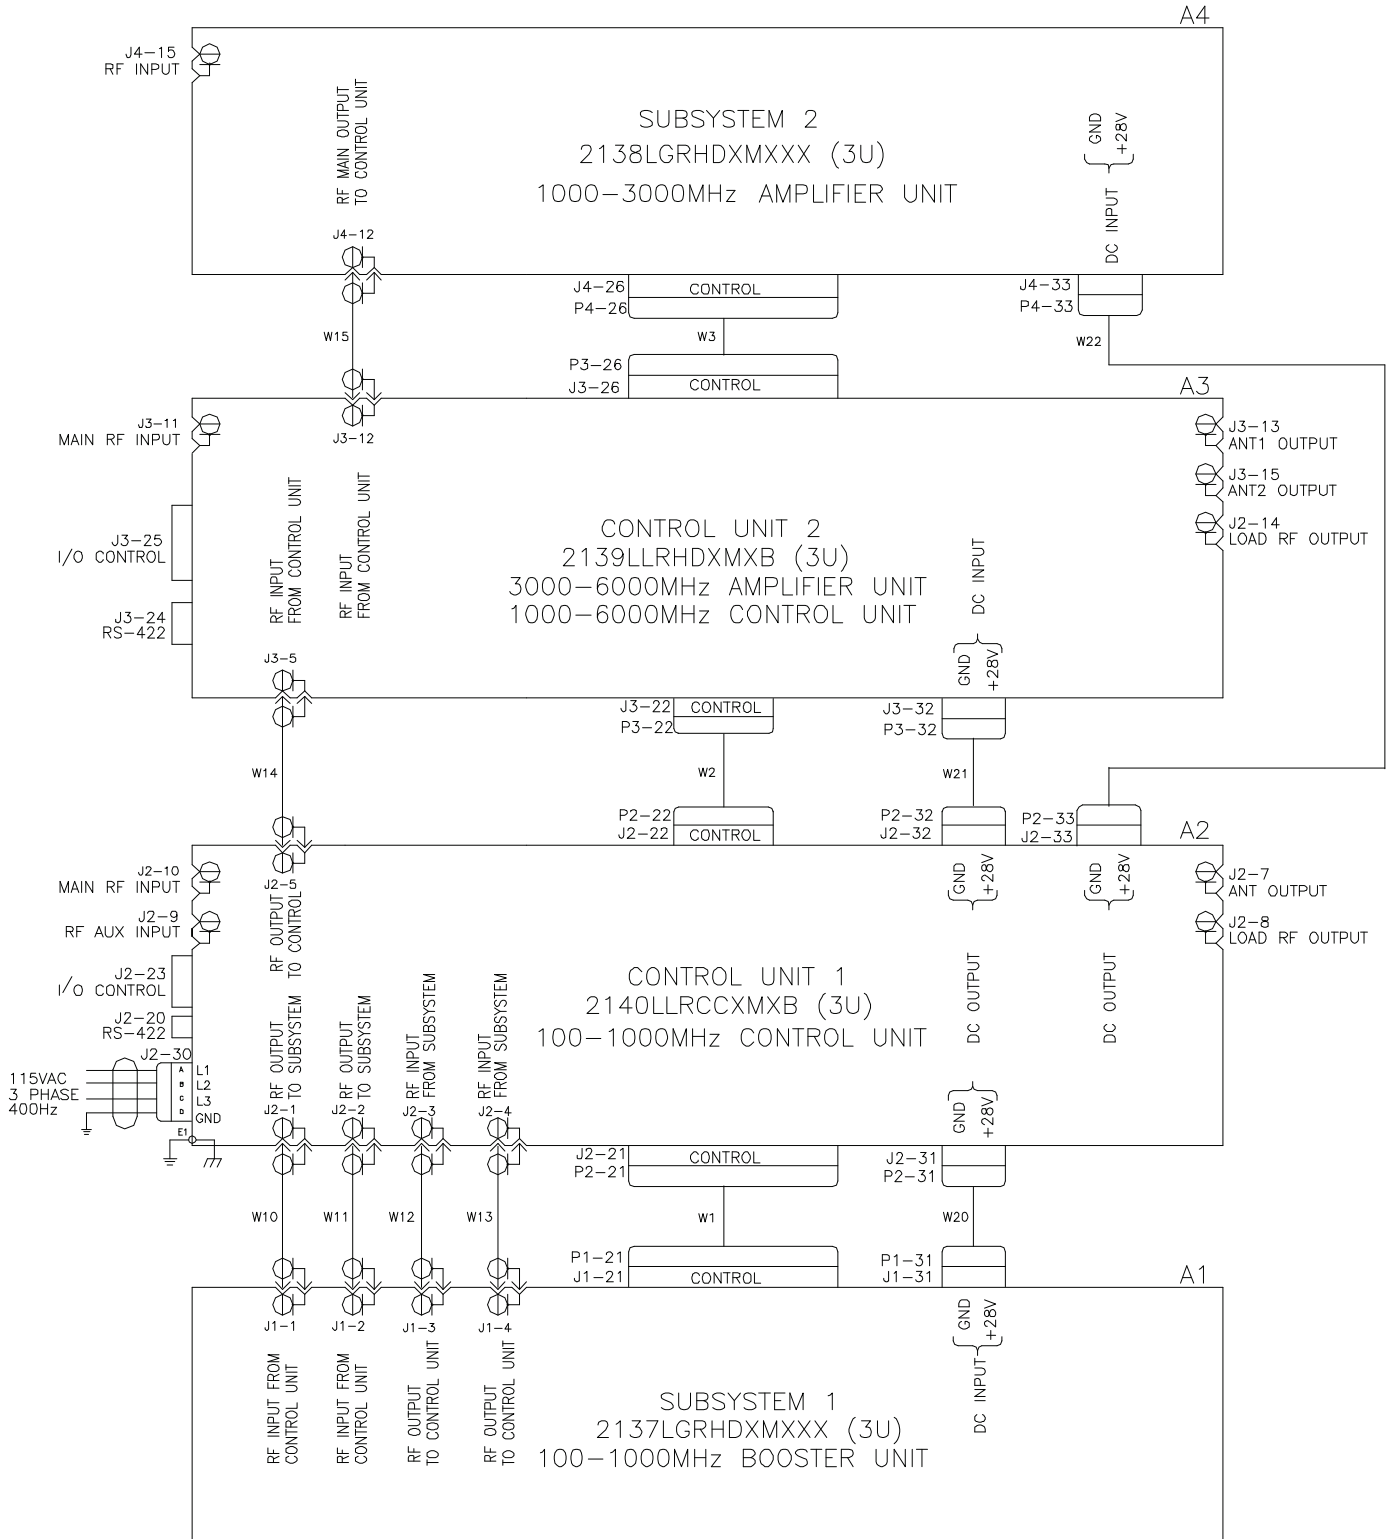 A4
J4-15
RF INPUT
RF MAIN OUTPUT
TO CONTROL UNIT
SUBSYSTEM 2
2138LGRHDXMXXX (3U)
1000-3000MHz AMPLIFIER UNIT
GND
+28V
DC INPUT
J4-12
J4-26
CONTROL
P4-26
J4-33
P4-33
W15
W3
W22
P3-26
J3-26
CONTROL
A3
J3-11
MAIN RF INPUT
J3-12
J3-13
ANT1 OUTPUT
J3-15
ANT2 OUTPUT
J2-14
LOAD RF OUTPUT
J3-25
I/O CONTROL
J3-24
RS-422
RF INPUT
FROM CONTROL UNIT
RF INPUT
FROM CONTROL UNIT
CONTROL UNIT 2
2139LLRHDXMXB (3U)
3000-6000MHz AMPLIFIER UNIT
1000-6000MHz CONTROL UNIT
DC INPUT
GND
+28V
J3-5
J3-22
CONTROL
P3-22
J3-32
P3-32
W14
W2
W21
P2-22
J2-22
CONTROL
P2-32
J2-32
P2-33
J2-33
A2
J2-10
MAIN RF INPUT
J2-9
RF AUX INPUT
J2-5
RF OUTPUT
TO CONTROL
GND
+28V
DC OUTPUT
GND
+28V
DC OUTPUT
J2-7
ANT OUTPUT
J2-8
LOAD RF OUTPUT
J2-23
I/O CONTROL
J2-20
RS-422
J2-30
115VAC
3 PHASE
400Hz
A
B
C
D
L1
L2
L3
GND
E1
RF OUTPUT
TO SUBSYSTEM
RF OUTPUT
TO SUBSYSTEM
RF INPUT
FROM SUBSYSTEM
RF INPUT
FROM SUBSYSTEM
CONTROL UNIT 1
2140LLRCCXMXB (3U)
100-1000MHz CONTROL UNIT
GND
+28V
J2-1
J2-2
J2-3
J2-4
J2-21
CONTROL
P2-21
J2-31
P2-31
W10
W11
W12
W13
W1
W20
P1-21
J1-21
CONTROL
P1-31
J1-31
A1
J1-1
J1-2
J1-3
J1-4
RF INPUT FROM
CONTROL UNIT
RF INPUT FROM
CONTROL UNIT
RF OUTPUT
TO CONTROL UNIT
RF OUTPUT
TO CONTROL UNIT
GND
+28V
DC INPUT
SUBSYSTEM 1
2137LGRHDXMXXX (3U)
100-1000MHz BOOSTER UNIT